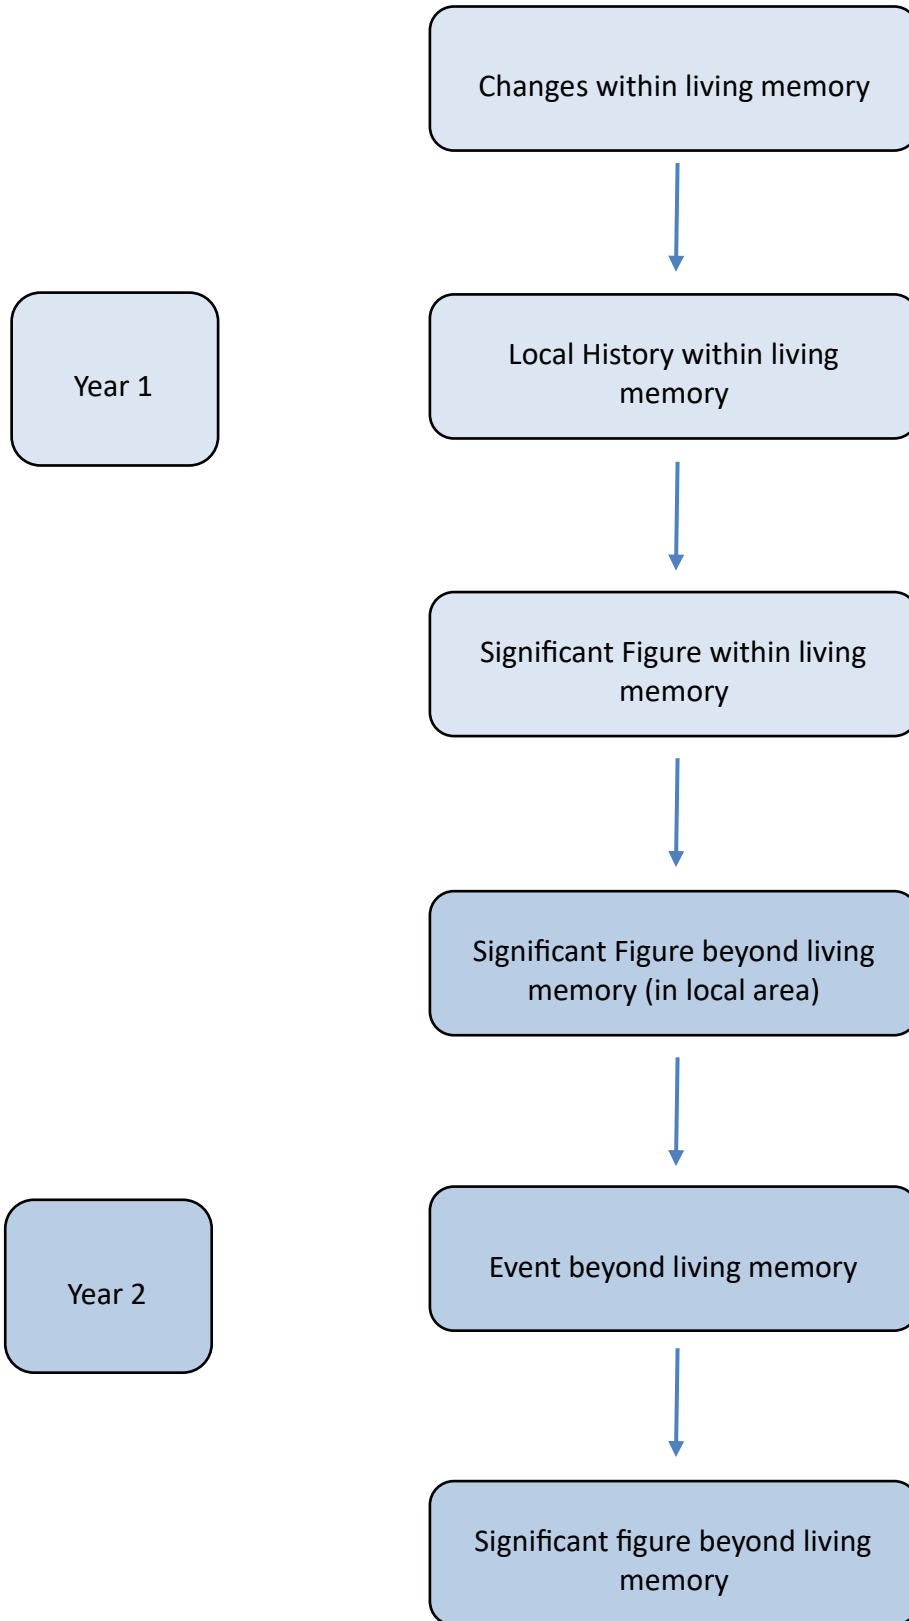 Changes within living memory
Year 1
Local History within living
memory
Significant Figure within living
memory
Significant Figure beyond living
memory (in local area)
Year 2
Event beyond living memory
Significant figure beyond living
memory